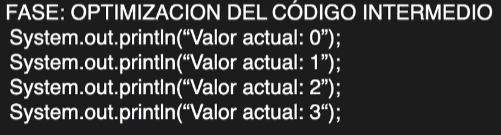 FASE: OPTIMIZACION DEL CÓDIGO INTERMEDIO
System.out.println(“Valor actual: 0”);
System.out.println(“Valor actual: 1”);
System.out.println(“Valor actual: 2”);
System.out.println(“Valor actual: 3“);